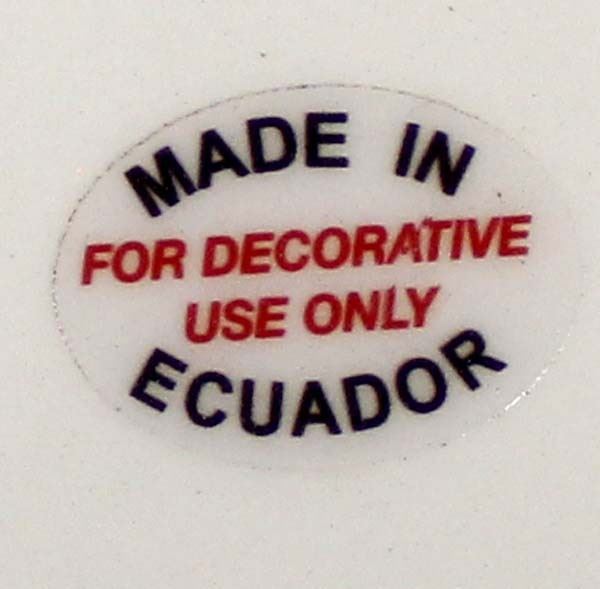 MADE IN
FOR DECORATIVE
USE ONLY
ECUADOR